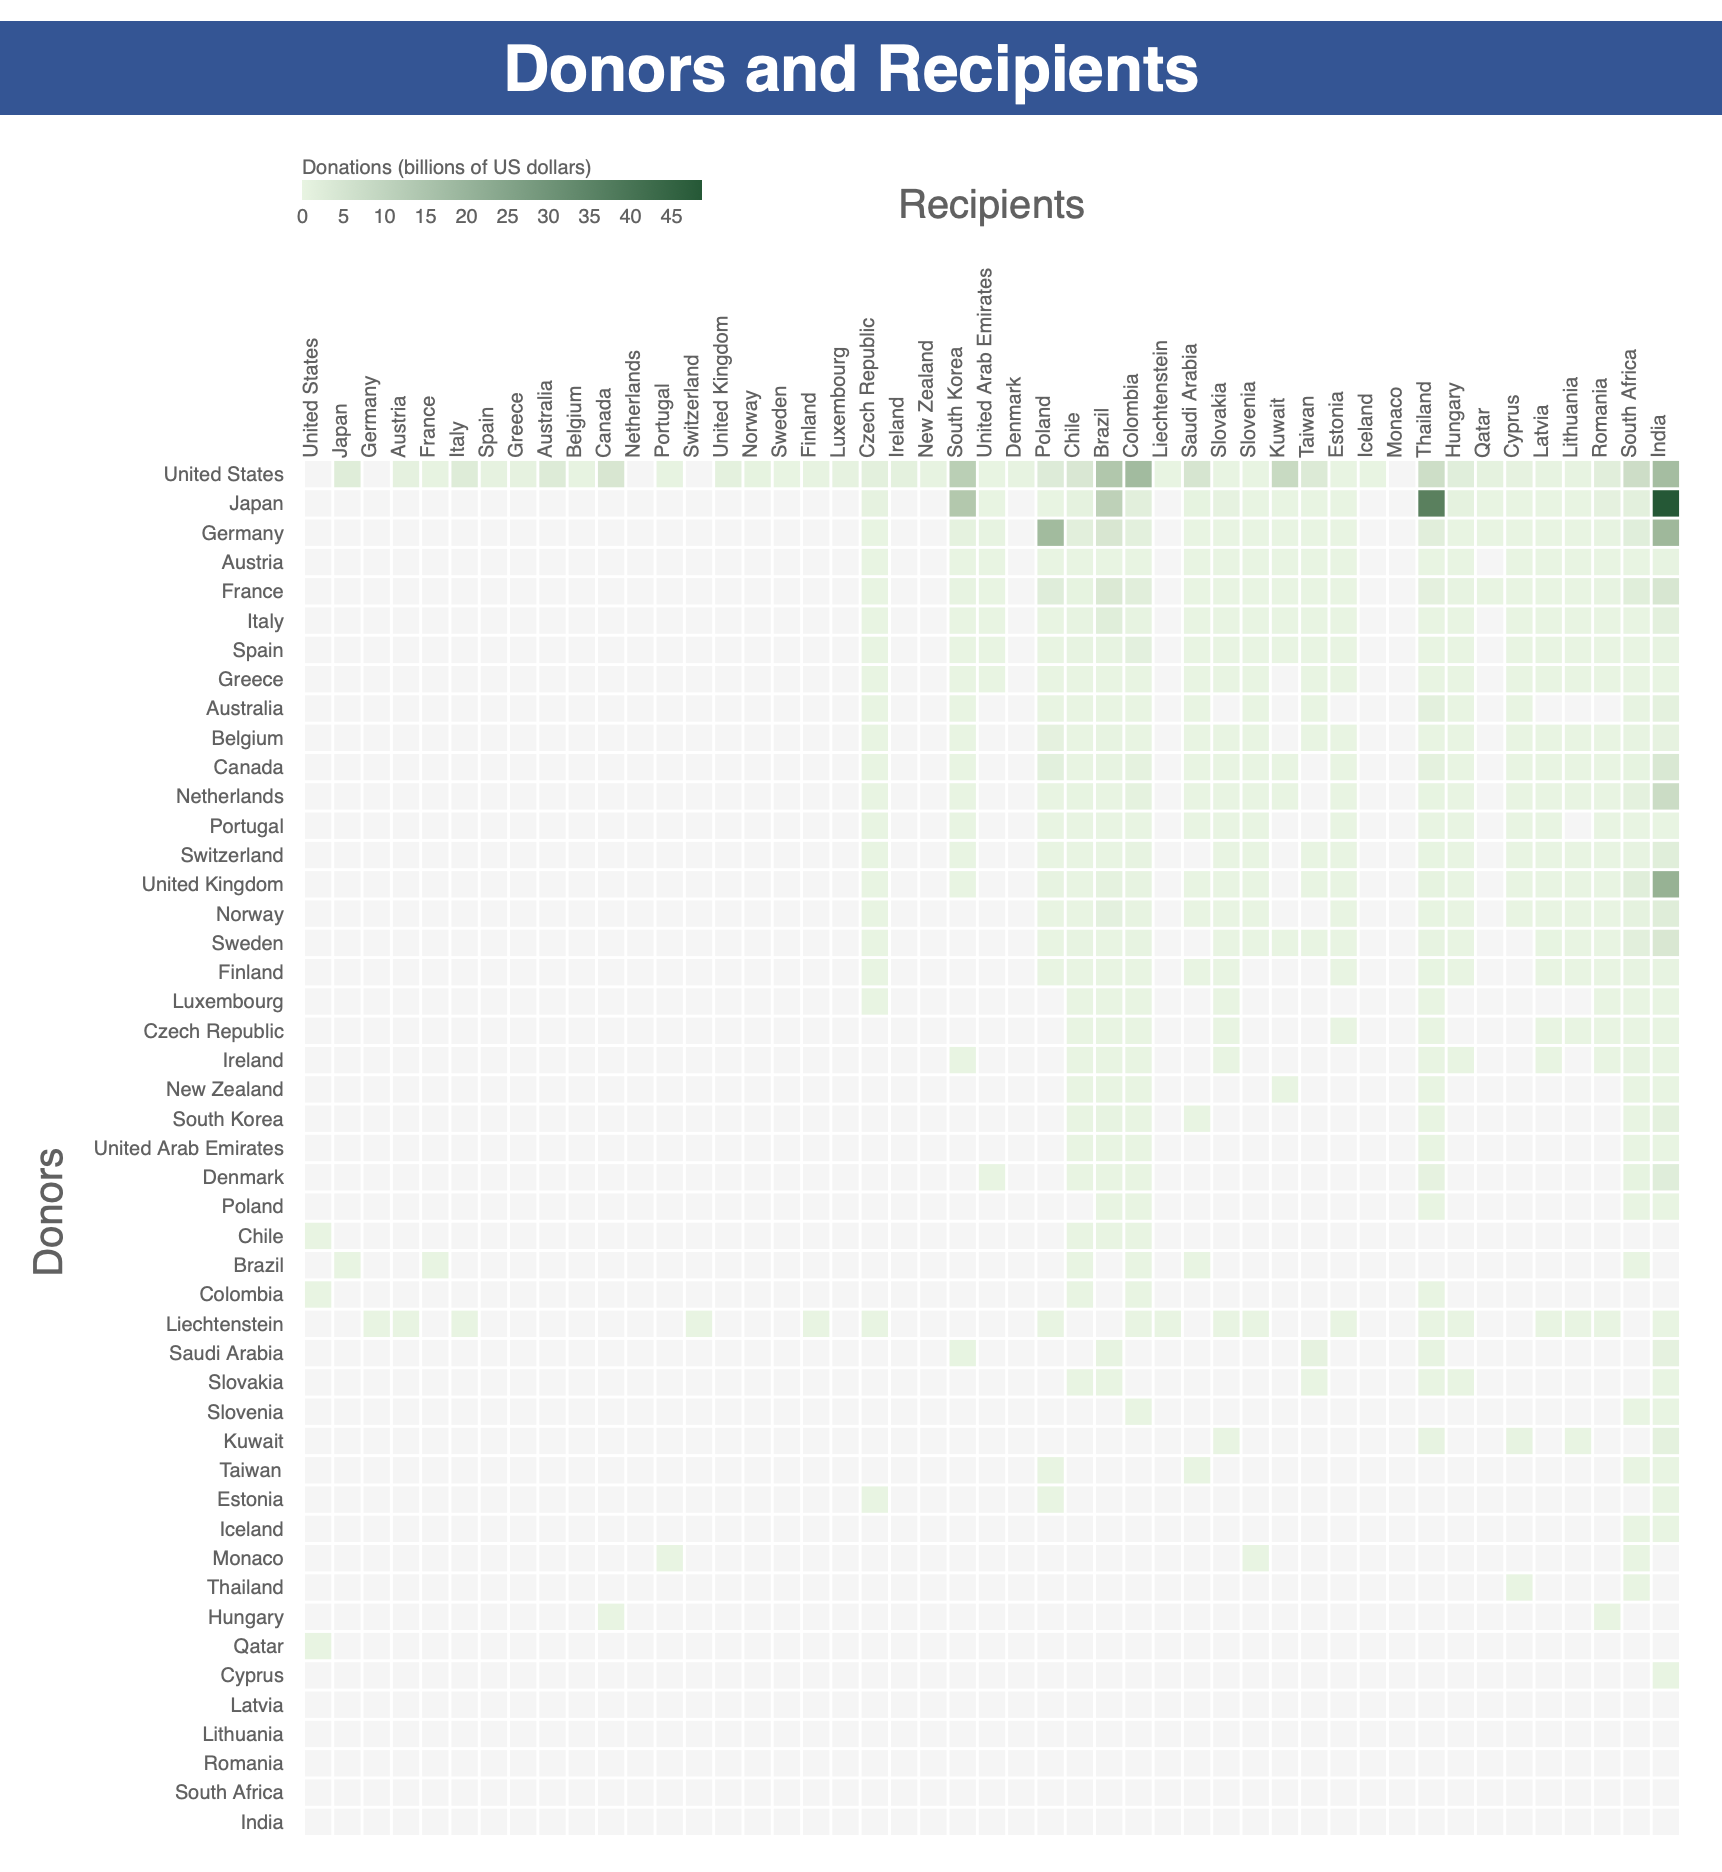 Donors and Recipients
Donations (billions of US dollars)
0 5 10 15 20 25 30 35 40 45
Recipients
United States
Japan
Germany
Austria
France
Italy
Spain
Greece
Australia
Belgium
Canada
Netherlands
Portugal
Switzerland
United Kingdom
Norway
Sweden
Finland
Luxembourg
Czech Republic
Ireland
New Zealand
South Korea
United Arab Emirates
Denmark
Poland
Chile
Brazil
Colombia
Liechtenstein
Saudi Arabia
Slovakia
Slovenia
Kuwait
Taiwan
Estonia
Iceland
Monaco
Thailand
Hungary
Qatar
Cyprus
Latvia
Lithuania
Romania
South Africa
India
Donors
United States
Japan
Germany
Austria
France
Italy
Spain
Greece
Australia
Belgium
Canada
Netherlands
Portugal
Switzerland
United Kingdom
Norway
Sweden
Finland
Luxembourg
Czech Republic
Ireland
New Zealand
South Korea
United Arab Emirates
Denmark
Poland
Chile
Brazil
Colombia
Liechtenstein
Saudi Arabia
Slovakia
Slovenia
Kuwait
Taiwan
Estonia
Iceland
Monaco
Thailand
Hungary
Qatar
Cyprus
Latvia
Lithuania
Romania
South Africa
India